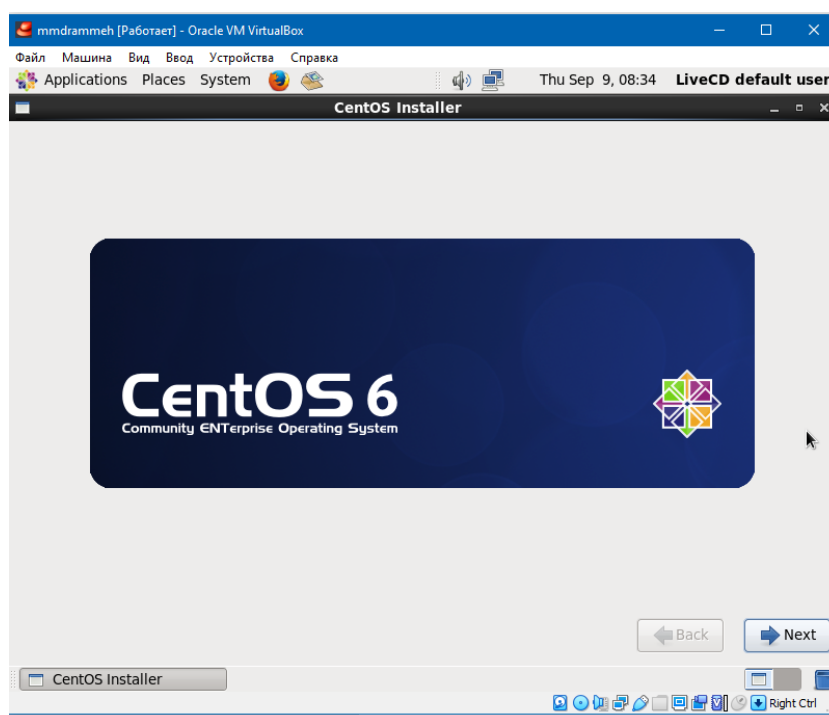 mmdrammeh [Работает] - Oracle VM VirtualBox
Файл Машина Вид Ввод Устройства Справка
Applications Places System Thu Sep 9, 08:34 LiveCD default user
CentOS Installer
CentOS 6
Community ENTerprise Operating System
Back Next
CentOS Installer
Right Ctrl